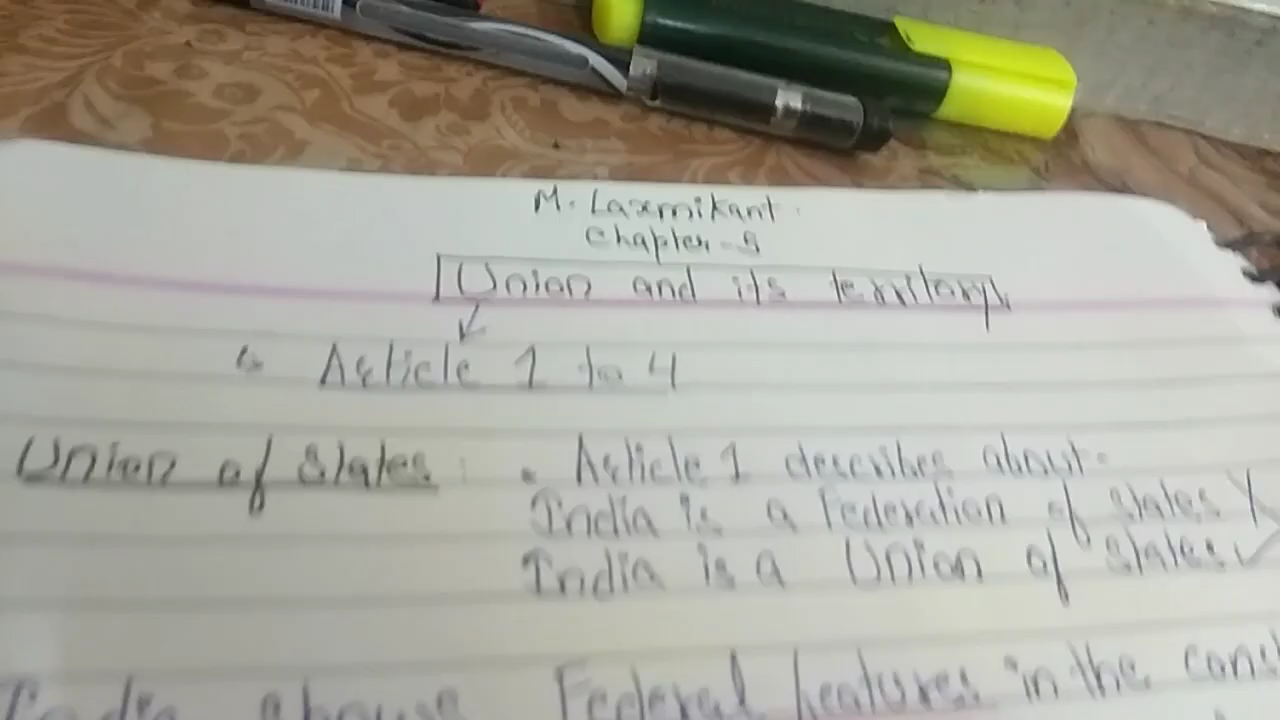 M. Laxmikant.
Chapter - 5
Union and its territory
Article 1 to 4
Union of States : • Article 1 describes about
India is a Federation of states X
India is a Union of states ✓
Federal features in the